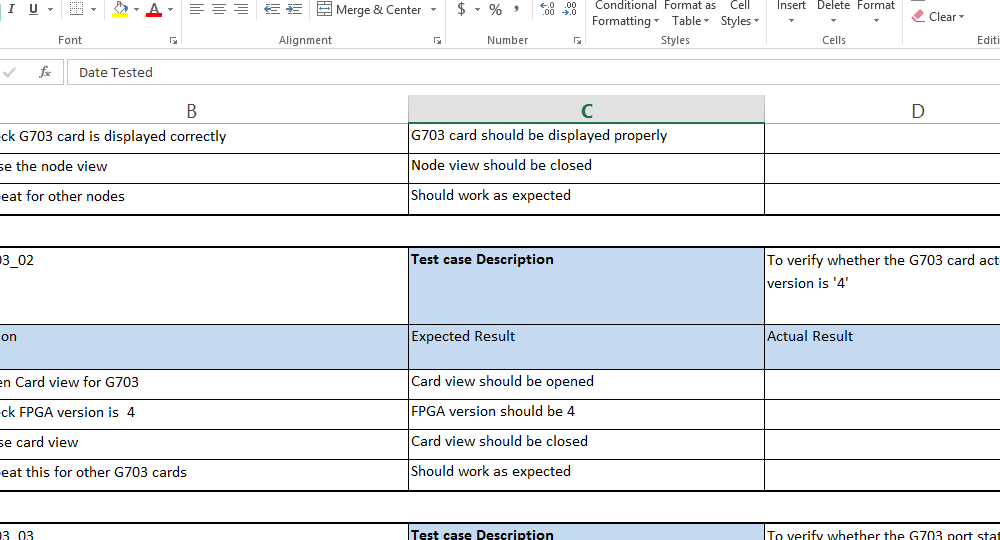 I U A Merge & Center $ % , Conditional Format as Cell Insert Delete Format
Formatting Table Styles Clear
Font Alignment Number Styles Cells Editi
fx Date Tested
B C D
ck G703 card is displayed correctly G703 card should be displayed properly
se the node view Node view should be closed
eat for other nodes Should work as expected
03_02 Test case Description To verify whether the G703 card act
version is '4'
on Expected Result Actual Result
en Card view for G703 Card view should be opened
ck FPGA version is 4 FPGA version should be 4
se card view Card view should be closed
eat this for other G703 cards Should work as expected
03_03 Test case Description To verify whether the G703 port stat